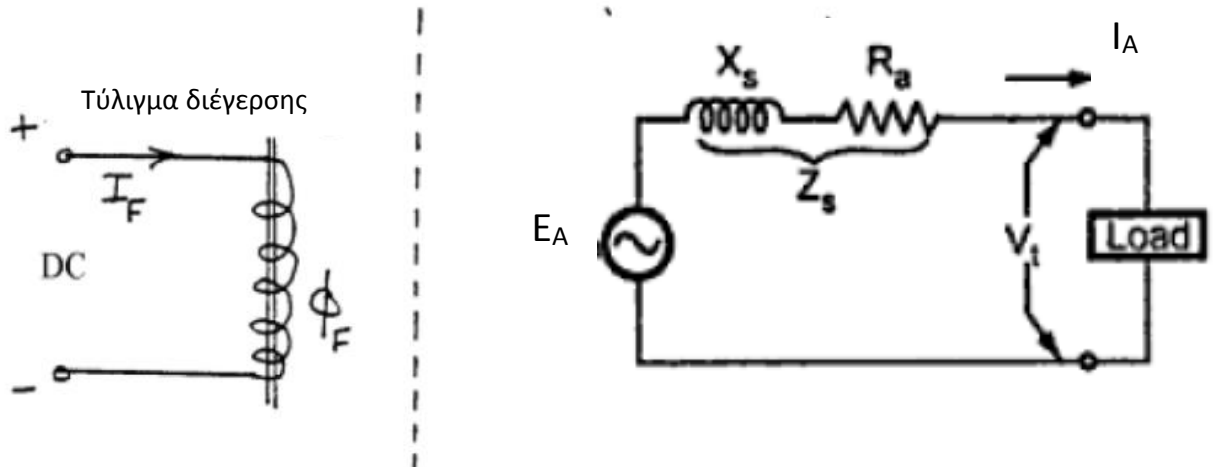 Τύλιγμα διέγερσης
+
I_F
DC
ϕ_F
-
X_s
R_a
I_A
Z_s
E_A
V_t
Load